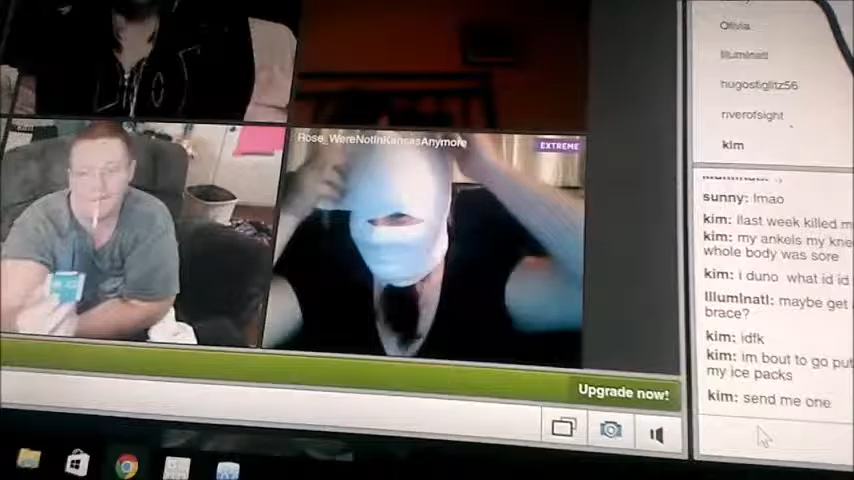 Olivia
Illuminati
hugostiglitz56
riverofsight
kim
Rose_WereNotInKansasAnymore
EXTREME
sunny: lmao
kim: llast week killed m
kim: my ankels my kne
whole body was sore
kim: i duno what id id
Illuminati: maybe get
brace?
kim: idfk
kim: im bout to go put
my ice packs
kim: send me one
Upgrade now!